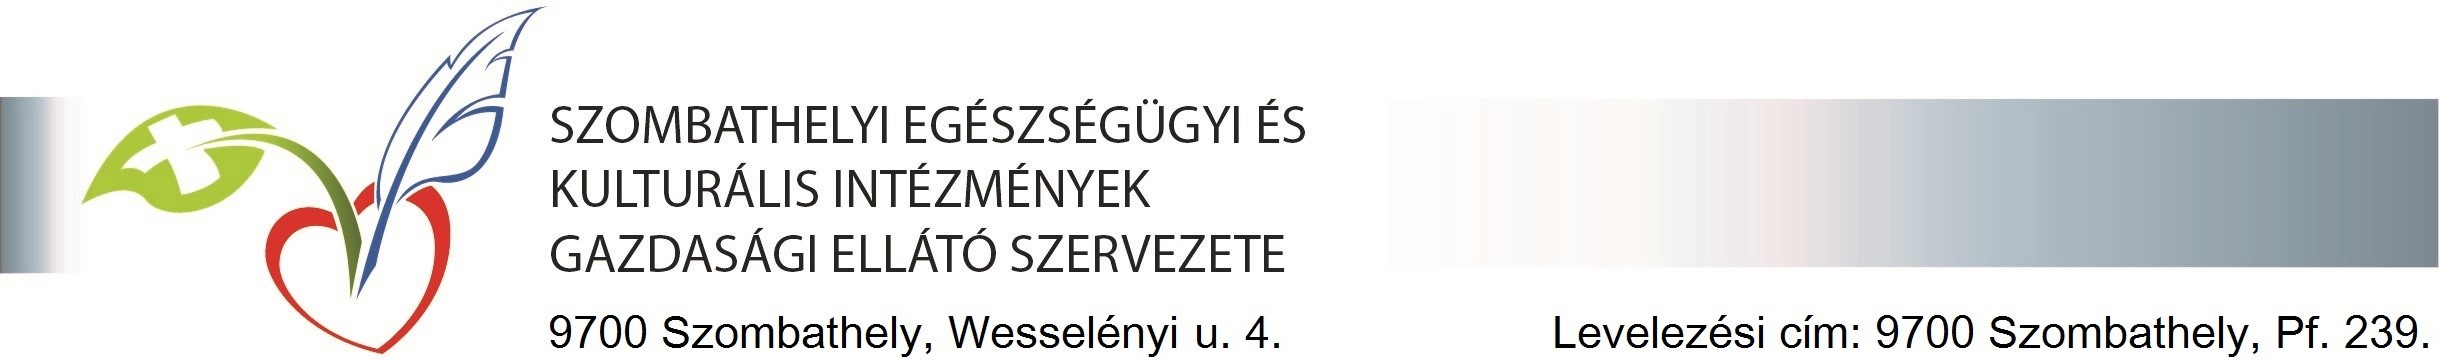 SZOMBATHELYI EGÉSZSÉGÜGYI ÉS
KULTURÁLIS INTÉZMÉNYEK
GAZDASÁGI ELLÁTÓ SZERVEZETE
9700 Szombathely, Wesselényi u. 4.
Levelezési cím: 9700 Szombathely, Pf. 239.